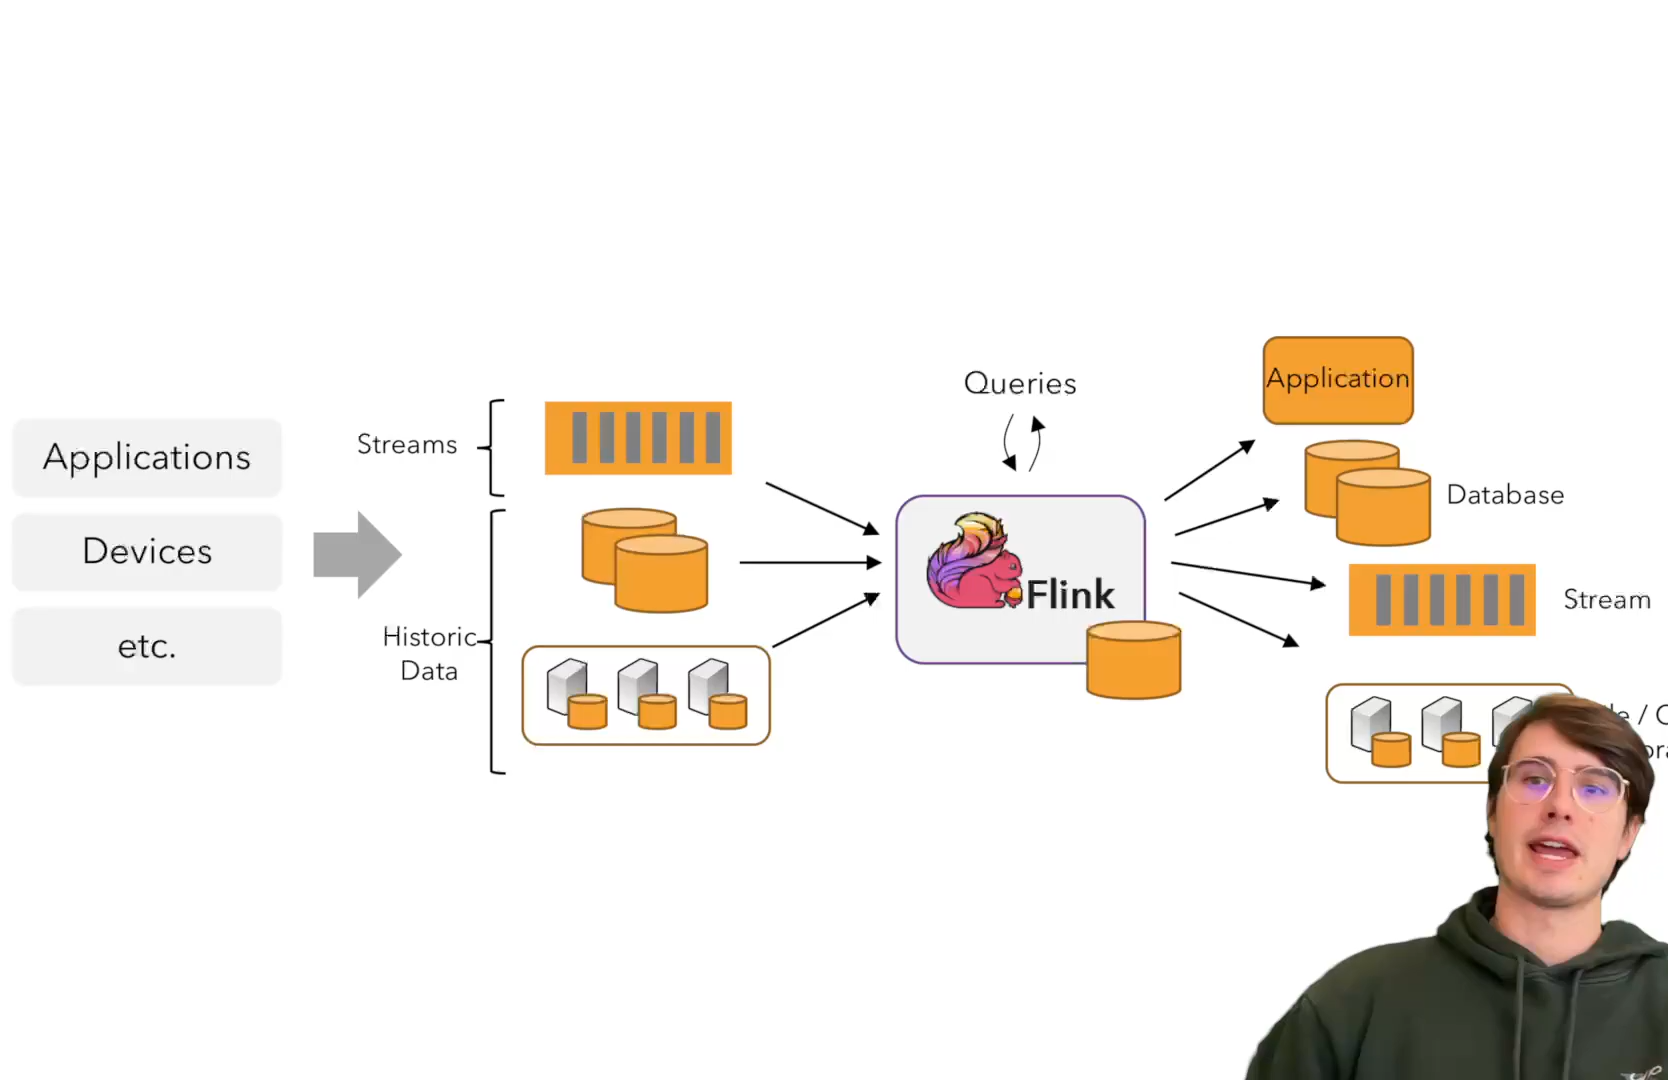 Applications
Devices
etc.
Streams
Historic
Data
Queries
Flink
Application
Database
Stream